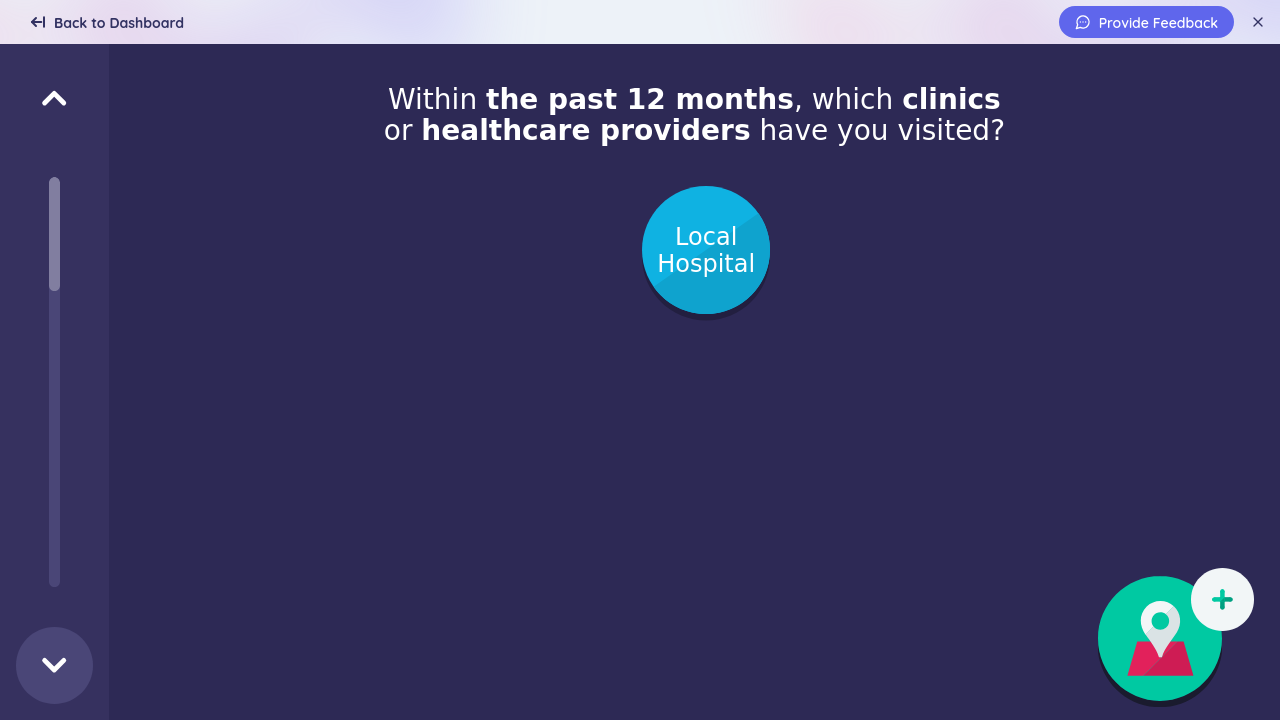 Back to Dashboard
Provide Feedback
Within the past 12 months, which clinics
or healthcare providers have you visited?
Local
Hospital